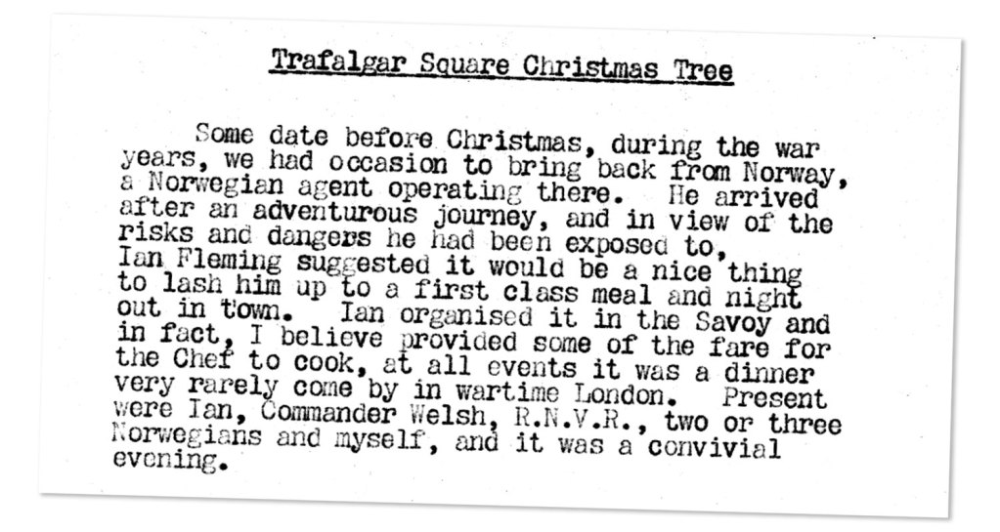 Trafalgar Square Christmas Tree
Some date before Christmas, during the war
years, we had occasion to bring back from Norway,
a Norwegian agent operating there. He arrived
after an adventurous journey, and in view of the
risks and dangers he had been exposed to,
Ian Fleming suggested it would be a nice thing
to lash him up to a first class meal and night
out in town. Ian organised it in the Savoy and
in fact, I believe provided some of the fare for
the Chef to cook, at all events it was a dinner
very rarely come by in wartime London. Present
were Ian, Commander Welsh, R.N.V.R., two or three
Norwegians and myself, and it was a convivial
evening.